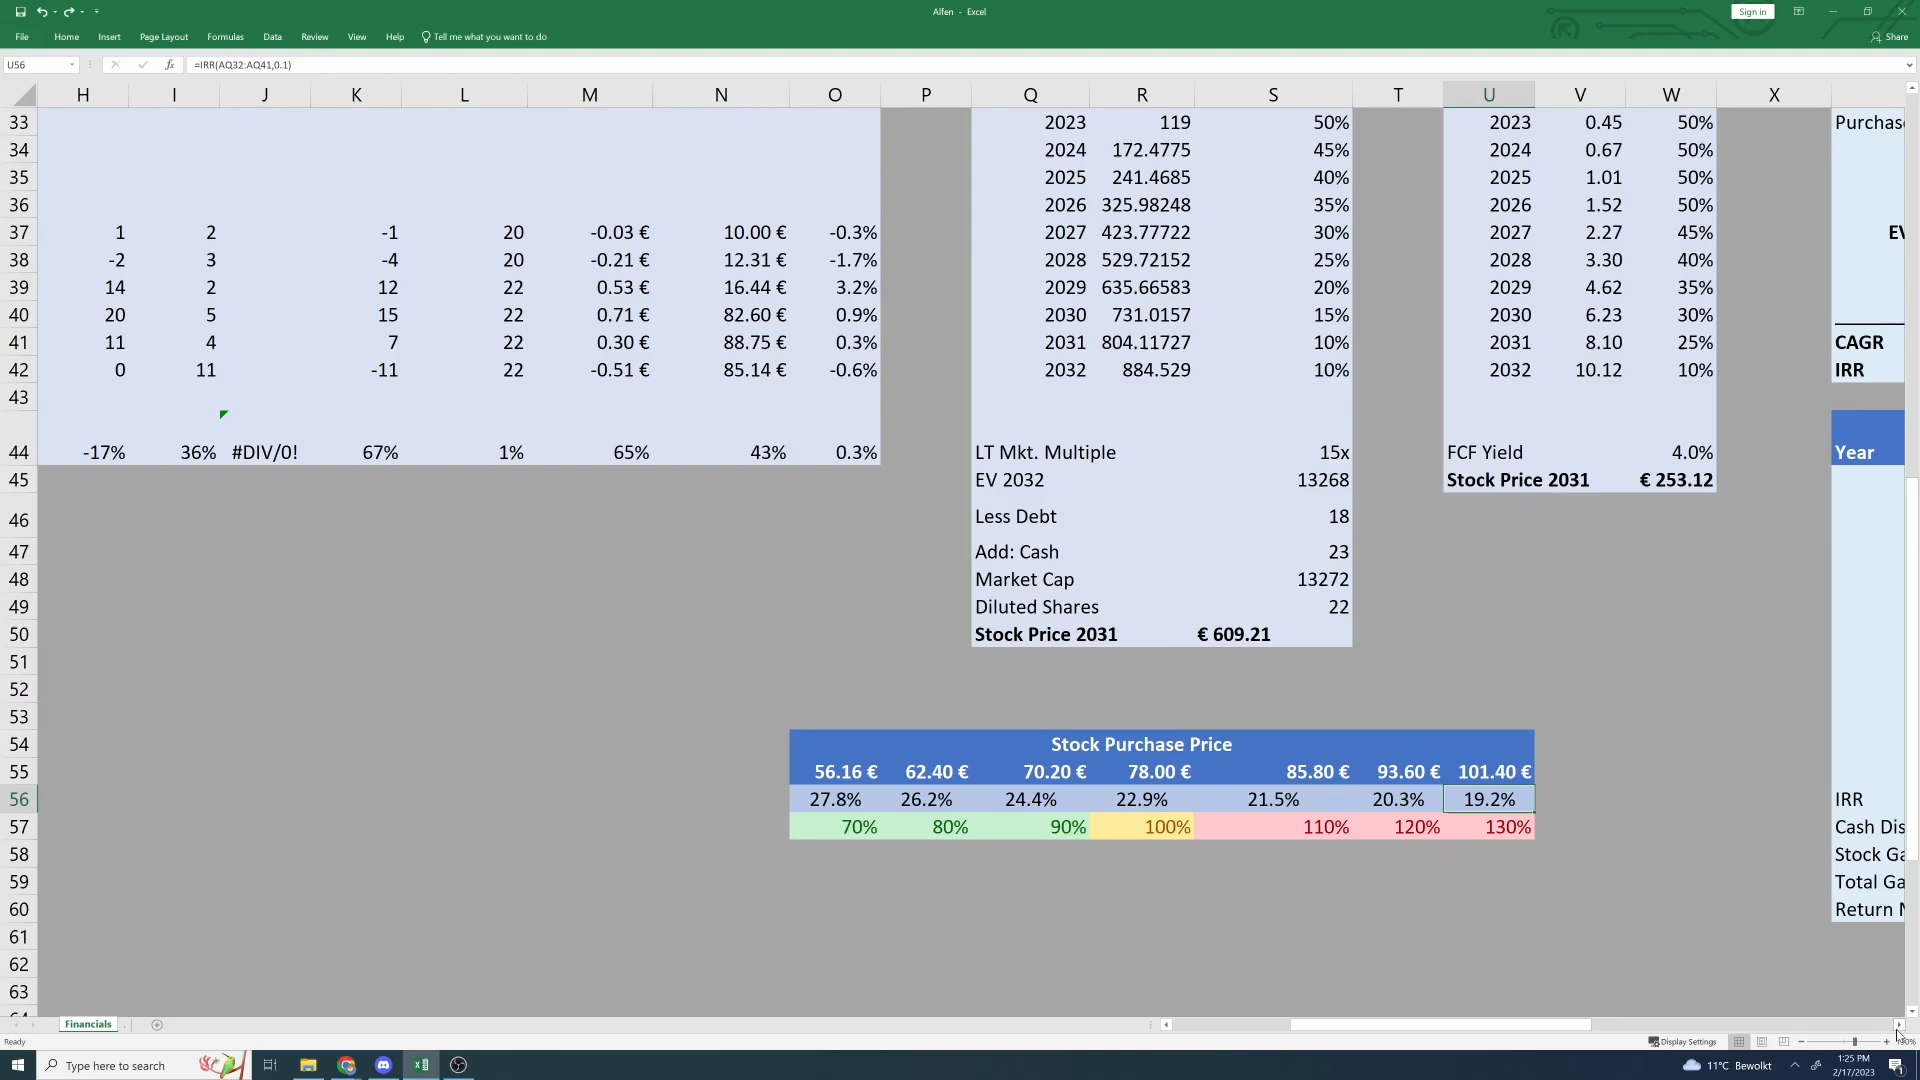 Alfen - Excel
Sign in
File Home Insert Page Layout Formulas Data Review View Help Tell me what you want to do
Share
U56 fx =IRR(AQ32:AQ41,0.1)
H I J K L M N O P Q R S T U V W X
33 2023 119 50% 2023 0.45 50% Purchas
34 2024 172.4775 45% 2024 0.67 50%
35 2025 241.4685 40% 2025 1.01 50%
36 2026 325.98248 35% 2026 1.52 50%
37 1 2 -1 20 -0.03 € 10.00 € -0.3% 2027 423.77722 30% 2027 2.27 45% EV
38 -2 3 -4 20 -0.21 € 12.31 € -1.7% 2028 529.72152 25% 2028 3.30 40%
39 14 2 12 22 0.53 € 16.44 € 3.2% 2029 635.66583 20% 2029 4.62 35%
40 20 5 15 22 0.71 € 82.60 € 0.9% 2030 731.0157 15% 2030 6.23 30%
41 11 4 7 22 0.30 € 88.75 € 0.3% 2031 804.11727 10% 2031 8.10 25% CAGR
42 0 11 -11 22 -0.51 € 85.14 € -0.6% 2032 884.529 10% 2032 10.12 10% IRR
43
44 -17% 36% #DIV/0! 67% 1% 65% 43% 0.3% LT Mkt. Multiple 15x FCF Yield 4.0% Year
45 EV 2032 13268 Stock Price 2031 € 253.12
46 Less Debt 18
47 Add: Cash 23
48 Market Cap 13272
49 Diluted Shares 22
50 Stock Price 2031 € 609.21
51
52
53
54 Stock Purchase Price
55 56.16 € 62.40 € 70.20 € 78.00 € 85.80 € 93.60 € 101.40 €
56 27.8% 26.2% 24.4% 22.9% 21.5% 20.3% 19.2% IRR
57 70% 80% 90% 100% 110% 120% 130% Cash Dis
58 Stock Ga
59 Total Ga
60 Return
61
62
63
Financials
Ready Display Settings
Type here to search 11°C Bewolkt 1:25 PM
2/17/2023